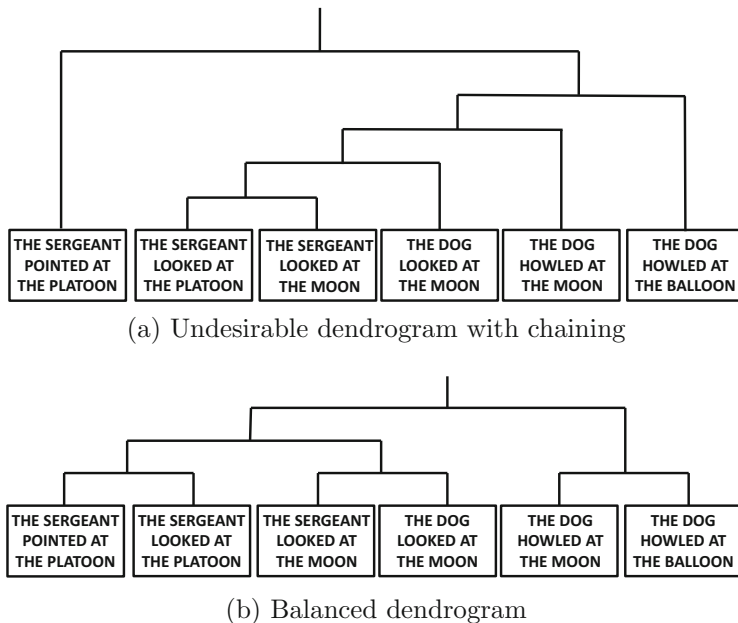 THE SERGEANT
POINTED AT
THE PLATOON
THE SERGEANT
LOOKED AT
THE PLATOON
THE SERGEANT
LOOKED AT
THE MOON
THE DOG
LOOKED AT
THE MOON
THE DOG
HOWLED AT
THE MOON
THE DOG
HOWLED AT
THE BALLOON
(a) Undesirable dendrogram with chaining
THE SERGEANT
POINTED AT
THE PLATOON
THE SERGEANT
LOOKED AT
THE PLATOON
THE SERGEANT
LOOKED AT
THE MOON
THE DOG
LOOKED AT
THE MOON
THE DOG
HOWLED AT
THE MOON
THE DOG
HOWLED AT
THE BALLOON
(b) Balanced dendrogram